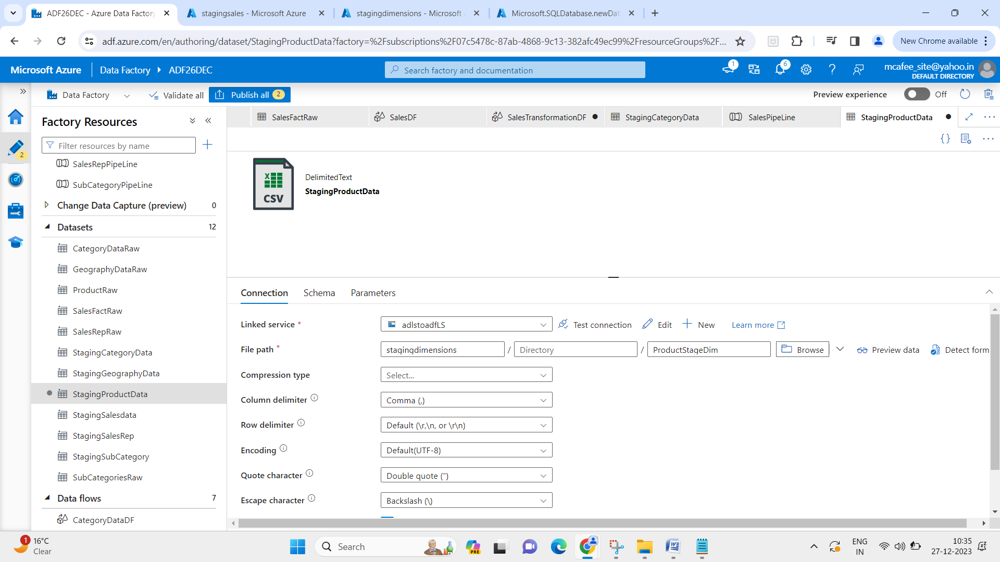 ADF26DEC - Azure Data Factory
stagingsales - Microsoft Azure
stagingdimensions - Microsoft A
Microsoft.SQLDatabase.newDat
adf.azure.com/en/authoring/dataset/StagingProductData?factory=%2Fsubscriptions%2F07c5478c-87ab-4868-9c13-382afc49ec99%2FresourceGroups%2F...
New Chrome available
Microsoft Azure
Data Factory
ADF26DEC
Search factory and documentation
1
6
mcafee_site@yahoo.in
DEFAULT DIRECTORY
Data Factory
Validate all
Publish all 2
Preview experience
Off
2
Factory Resources
Filter resources by name
SalesRepPipeLine
SubCategoryPipeLine
Change Data Capture (preview) 0
Datasets 12
CategoryDataRaw
GeographyDataRaw
ProductRaw
SalesFactRaw
SalesRepRaw
StagingCategoryData
StagingGeographyData
StagingProductData
StagingSalesdata
StagingSalesRep
StagingSubCategory
SubCategoriesRaw
Data flows 7
CategoryDataDF
SalesFactRaw
SalesDF
SalesTransformationDF
StagingCategoryData
SalesPipeLine
StagingProductData
X
CSV
DelimitedText
StagingProductData
Connection
Schema
Parameters
Linked service *
adlstoadfLS
Test connection
Edit
New
Learn more
File path *
stagingdimensions / Directory / ProductStageDim
Browse
Preview data
Detect form
Compression type
Select...
Column delimiter
Comma (,)
Row delimiter
Default (\r,\n, or \r\n)
Encoding
Default(UTF-8)
Quote character
Double quote (")
Escape character
Backslash (\)
1
16°C
Clear
Search
PRE
ENG
IN
10:35
27-12-2023